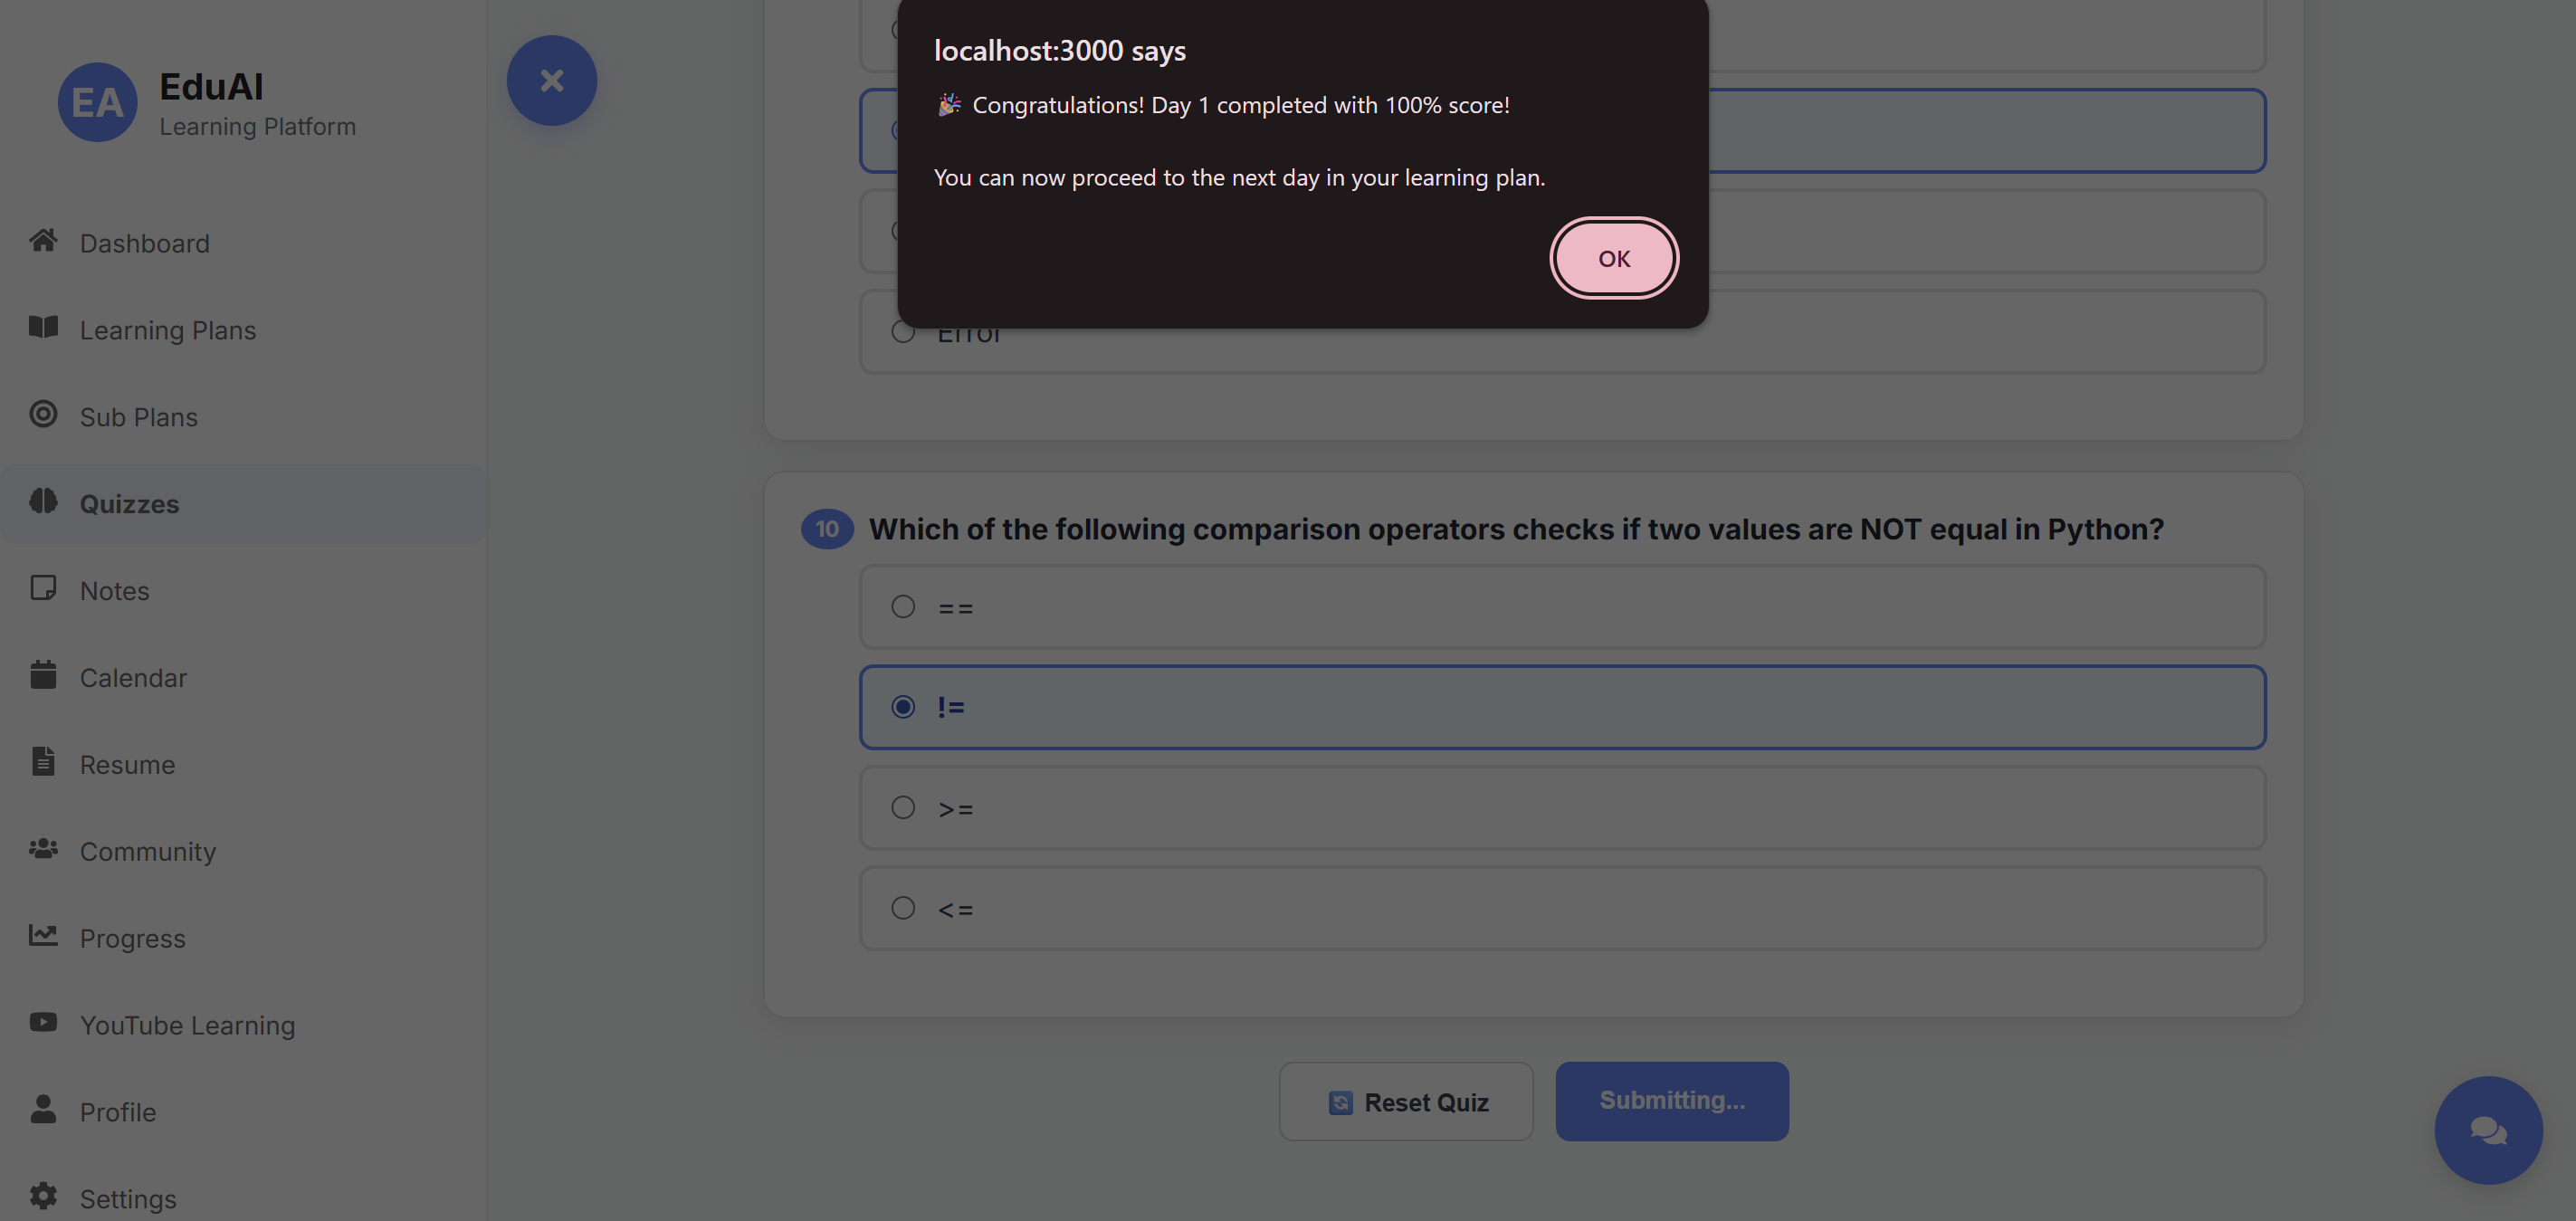 EA
EduAI
Learning Platform
Dashboard
Learning Plans
Sub Plans
Quizzes
Notes
Calendar
Resume
Community
Progress
YouTube Learning
Profile
Settings
localhost:3000 says
🎉 Congratulations! Day 1 completed with 100% score!
You can now proceed to the next day in your learning plan.
OK
Error
10 Which of the following comparison operators checks if two values are NOT equal in Python?
==
!=
>=
<=
Reset Quiz
Submitting...